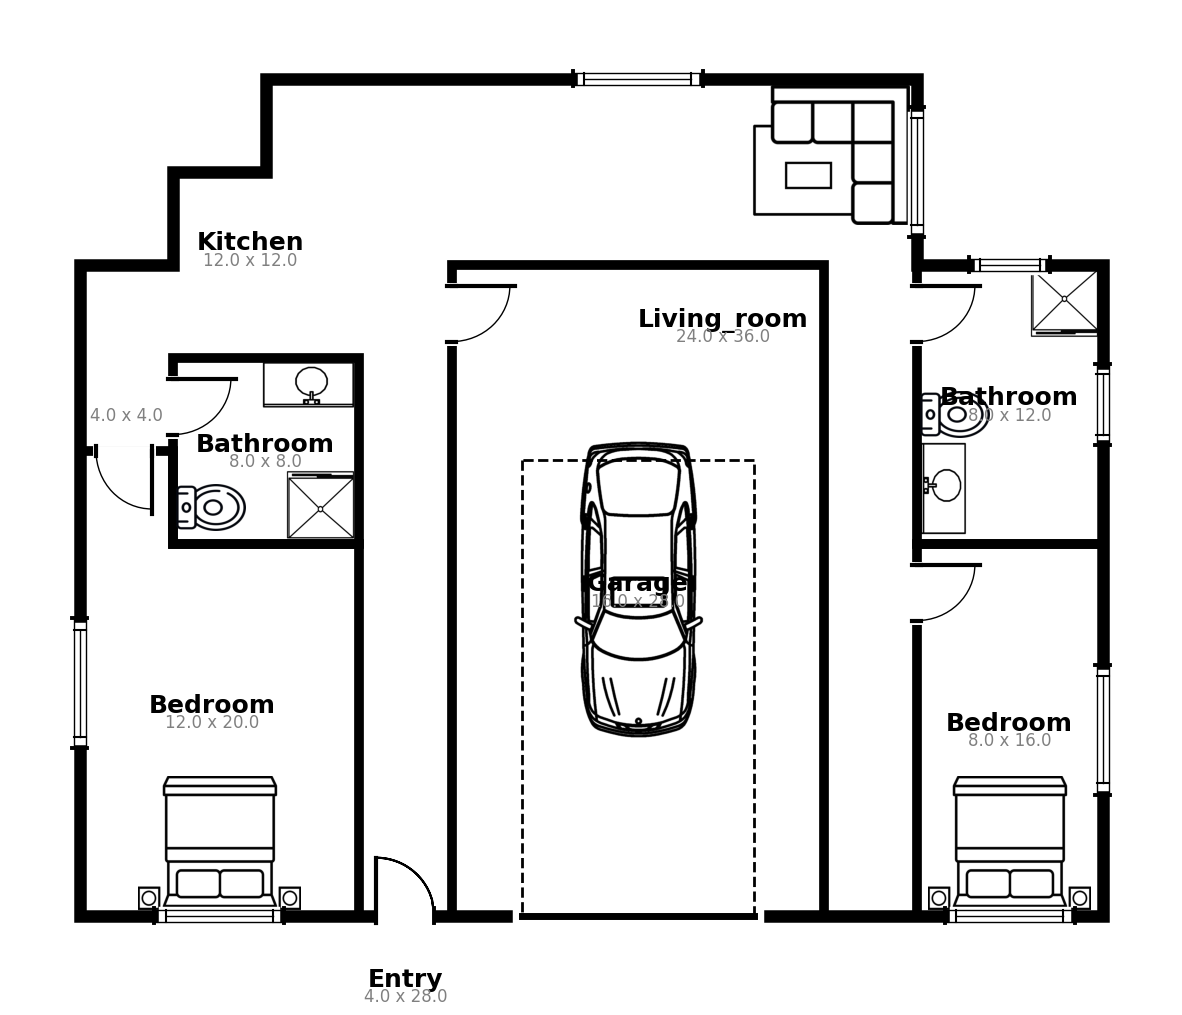 Kitchen
12.0 x 12.0
Living_room
24.0 x 36.0
Bathroom
8.0 x 12.0
4.0 x 4.0
Bathroom
8.0 x 8.0
Garage
16.0 x 28.0
Bedroom
12.0 x 20.0
Bedroom
8.0 x 16.0
Entry
4.0 x 28.0